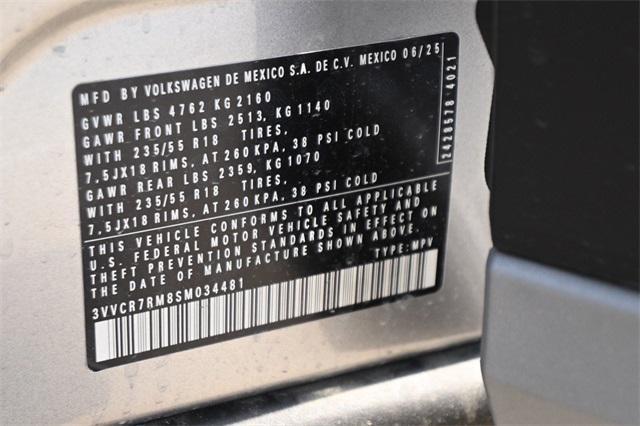 MFD BY VOLKSWAGEN DE MEXICO S.A. DE C.V. MEXICO 06/25
GVWR LBS 4762 KG 2160
GAWR FRONT LBS 2513, KG 1140
WITH 235/55 R18 TIRES,
7.5JX18 RIMS, AT 260 KPA, 38 PSI COLD
GAWR REAR LBS 2359, KG1070
WITH 235/55 R18 TIRES,
7.5JX18 RIMS, AT 260 KPA, 38 PSI COLD
THIS VEHICLE CONFORMS TO ALL APPLICABLE
U.S. FEDERAL MOTOR VEHICLE SAFETY AND
THEFT PREVENTION STANDARDS IN EFFECT ON
THE DATE OF MANUFACTURE SHOWN ABOVE.
3VVCR7RM8SM034481 TYPE: MPV
2428578 4021